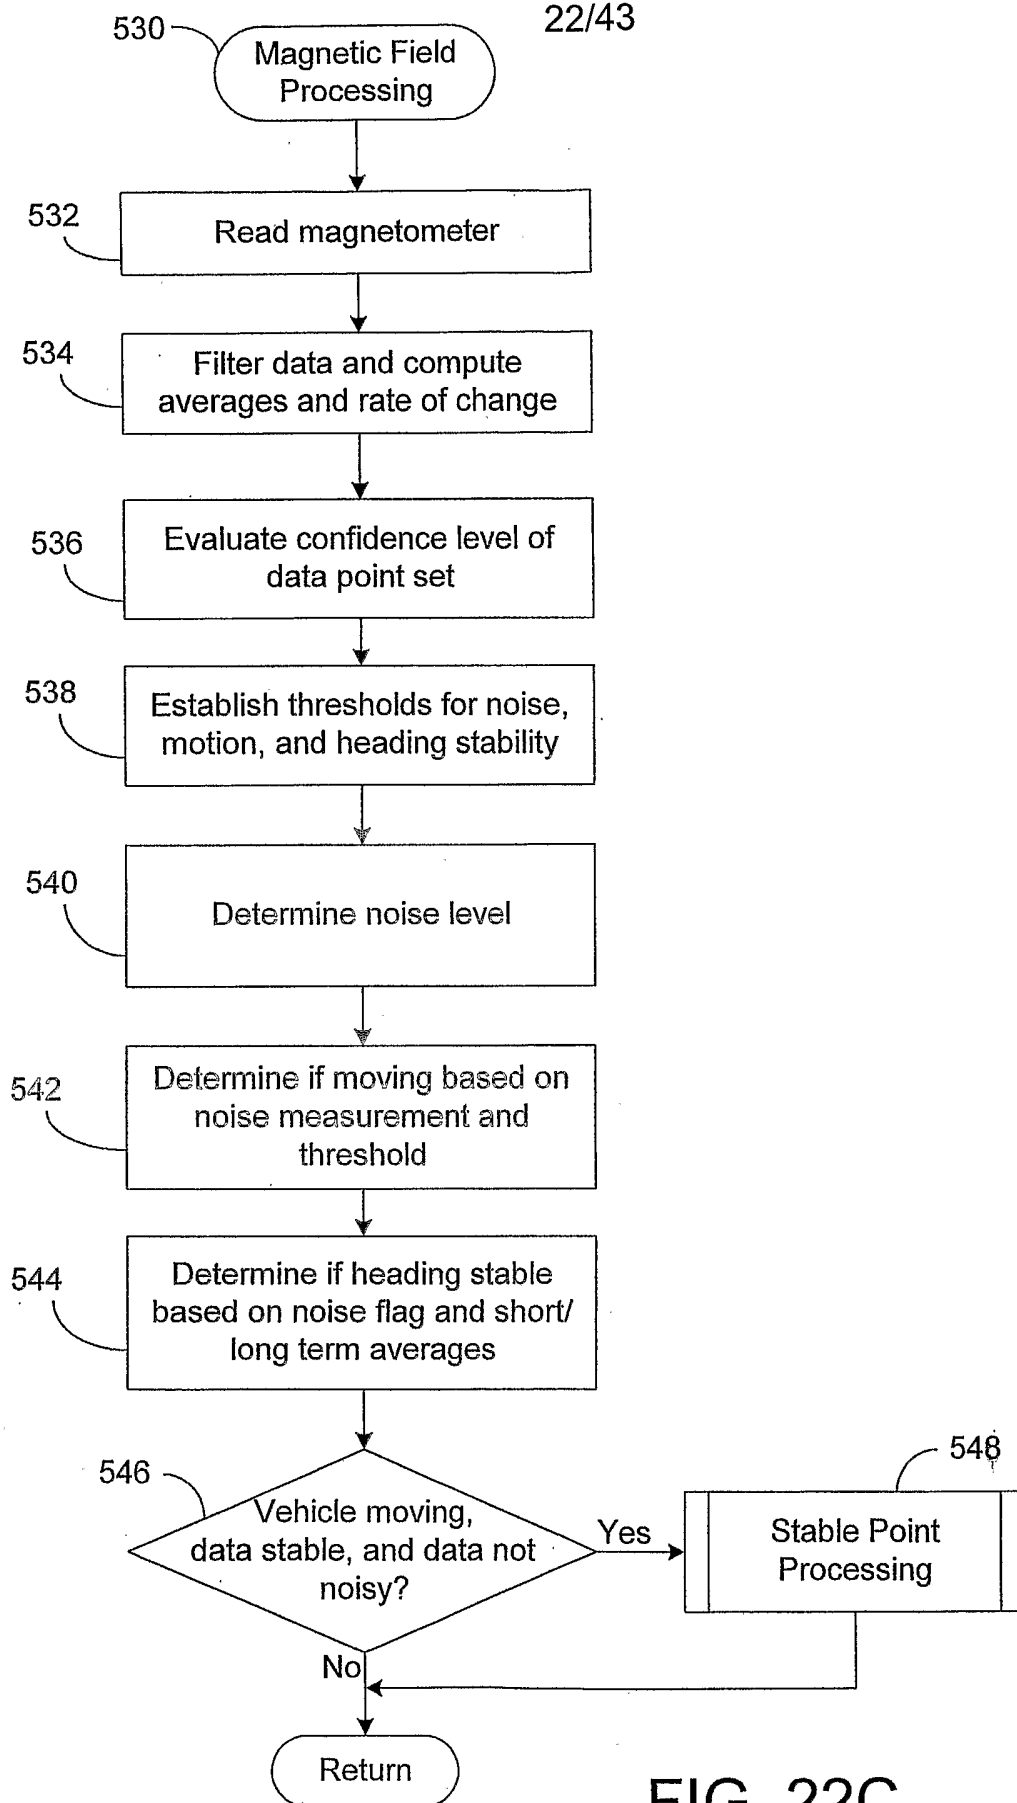 22/43
530
Magnetic Field
Processing
532
Read magnetometer
534
Filter data and compute
averages and rate of change
536
Evaluate confidence level of
data point set
538
Establish thresholds for noise,
motion, and heading stability
540
Determine noise level
542
Determine if moving based on
noise measurement and
threshold
544
Determine if heading stable
based on noise flag and short/
long term averages
546
Vehicle moving,
data stable, and data not
noisy?
Yes
548
Stable Point
Processing
No
Return
FIG. 22C